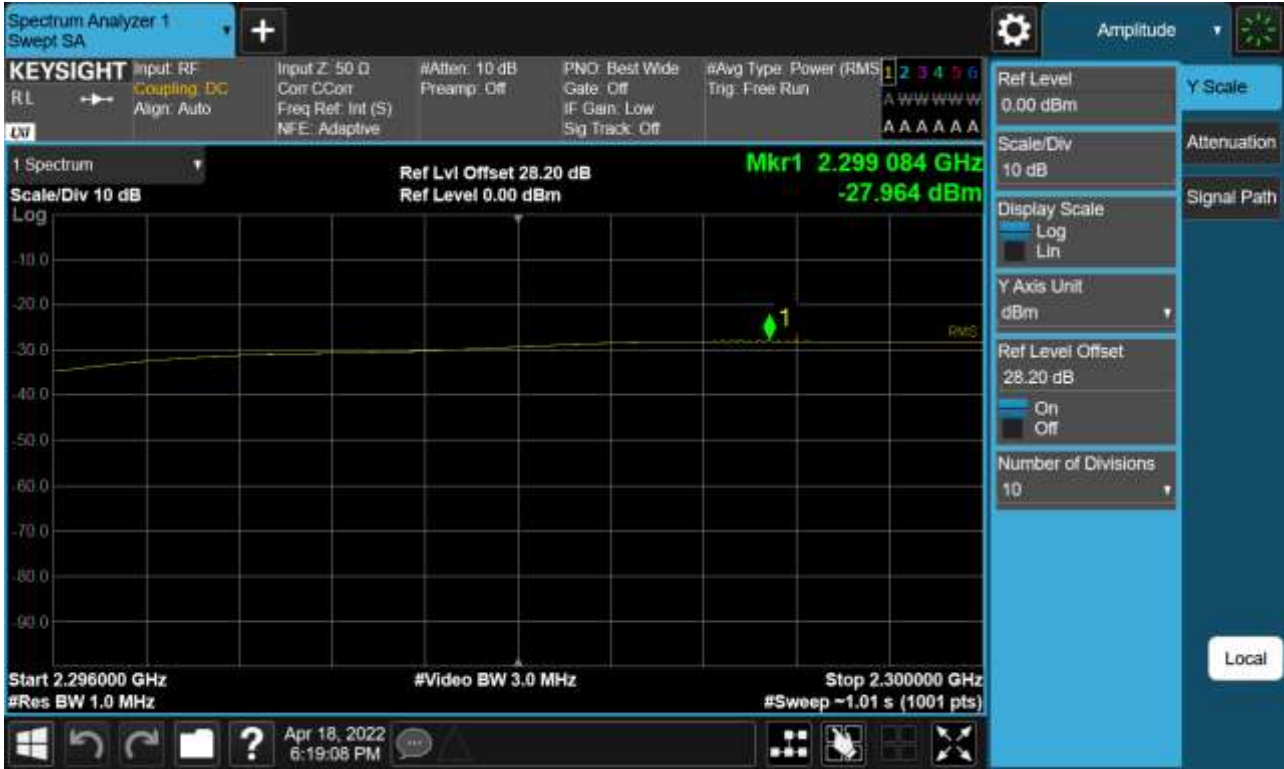 Spectrum Analyzer 1
Swept SA
+
Amplitude
KEYSIGHT
RL
LXI
Input: RF
Coupling: DC
Align: Auto
Input Z: 50 Ω
Corr CCorr
Freq Ref: Int (S)
NFE: Adaptive
#Atten: 10 dB
Preamp: Off
PNO: Best Wide
Gate: Off
IF Gain: Low
Sig Track: Off
#Avg Type: Power (RMS
Trig: Free Run
1 2 3 4 5 6
A W W W W W
A A A A A A
1 Spectrum
Scale/Div 10 dB
Ref Lvl Offset 28.20 dB
Ref Level 0.00 dBm
Mkr1 2.299 084 GHz
-27.964 dBm
Log
-10.0
-20.0
-30.0
-40.0
-50.0
-60.0
-70.0
-80.0
-90.0
1
RMS
Start 2.296000 GHz
#Res BW 1.0 MHz
#Video BW 3.0 MHz
Stop 2.300000 GHz
#Sweep ~1.01 s (1001 pts)
Ref Level
0.00 dBm
Scale/Div
10 dB
Display Scale
Log
Lin
Y Axis Unit
dBm
Ref Level Offset
28.20 dB
On
Off
Number of Divisions
10
Y Scale
Attenuation
Signal Path
Local
?
Apr 18, 2022
6:19:08 PM